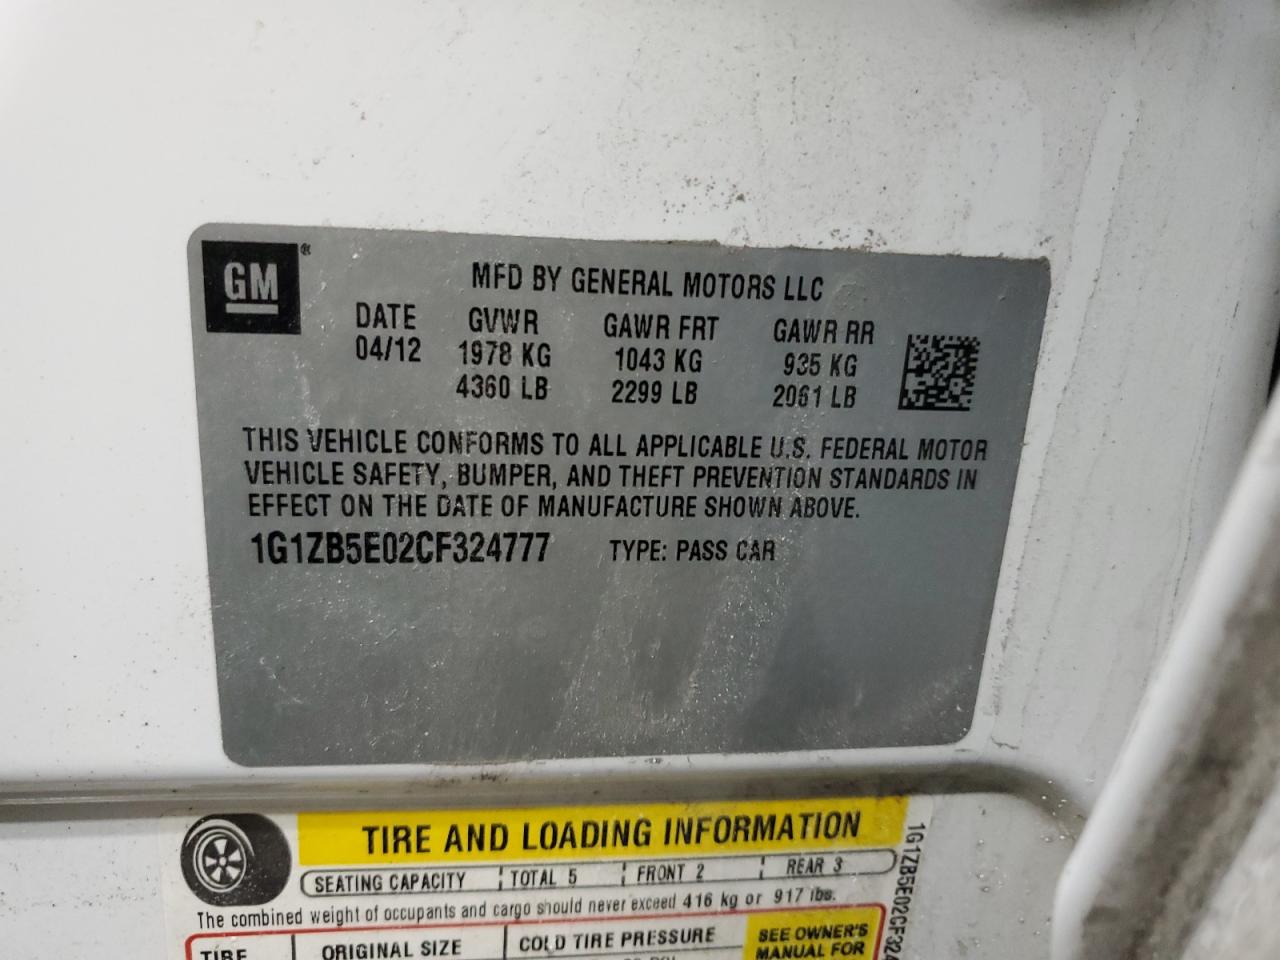 GM ®
MFD BY GENERAL MOTORS LLC
DATE GVWR GAWR FRT GAWR RR
04/12 1978 KG 1043 KG 935 KG
4360 LB 2299 LB 2061 LB
THIS VEHICLE CONFORMS TO ALL APPLICABLE U.S. FEDERAL MOTOR
VEHICLE SAFETY, BUMPER, AND THEFT PREVENTION STANDARDS IN
EFFECT ON THE DATE OF MANUFACTURE SHOWN ABOVE.
1G1ZB5E02CF324777 TYPE: PASS CAR
TIRE AND LOADING INFORMATION
SEATING CAPACITY TOTAL 5 FRONT 2 REAR 3
The combined weight of occupants and cargo should never exceed 416 kg or 917 lbs.
TIRE ORIGINAL SIZE COLD TIRE PRESSURE
SEE OWNER'S
MANUAL FOR
1G1ZB5E02CF324